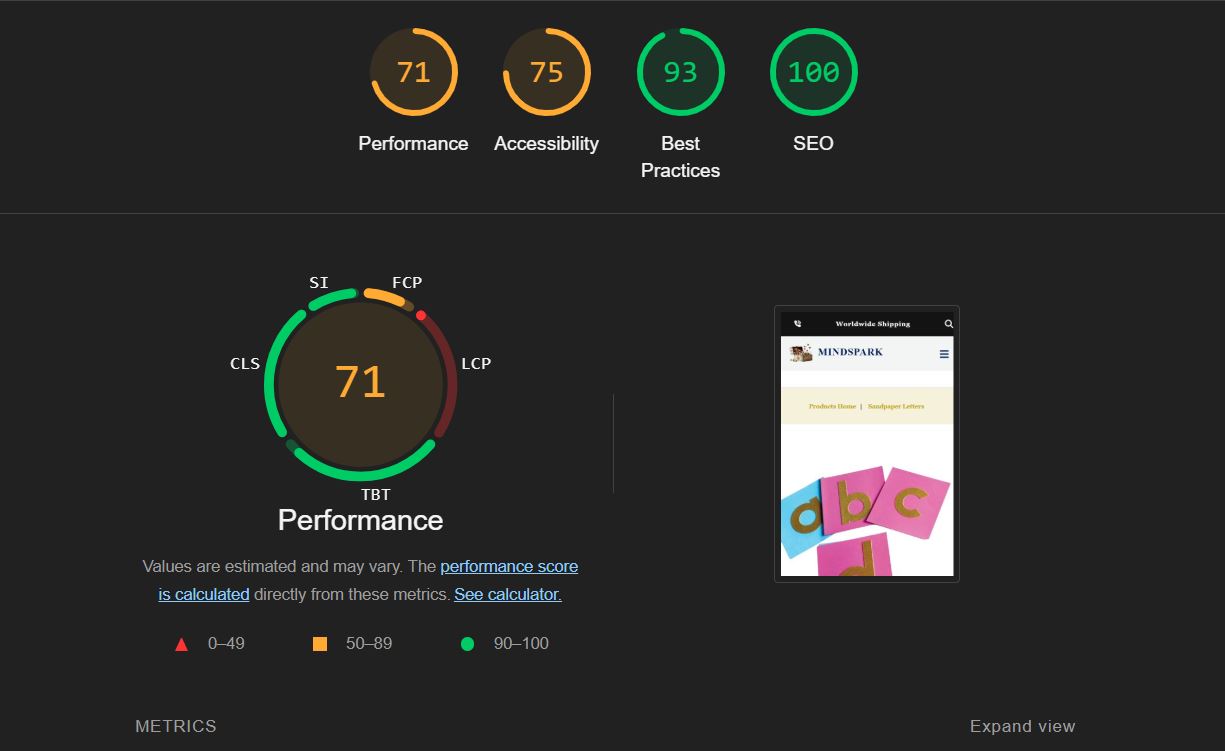 71
75
93
100
Performance
Accessibility
Best
Practices
SEO
SI
FCP
CLS
LCP
71
TBT
Performance
Values are estimated and may vary. The performance score
is calculated directly from these metrics. See calculator.
0–49
50–89
90–100
Worldwide Shipping
MINDSPARK
Products Home | Sandpaper Letters
a
b
c
d
METRICS
Expand view